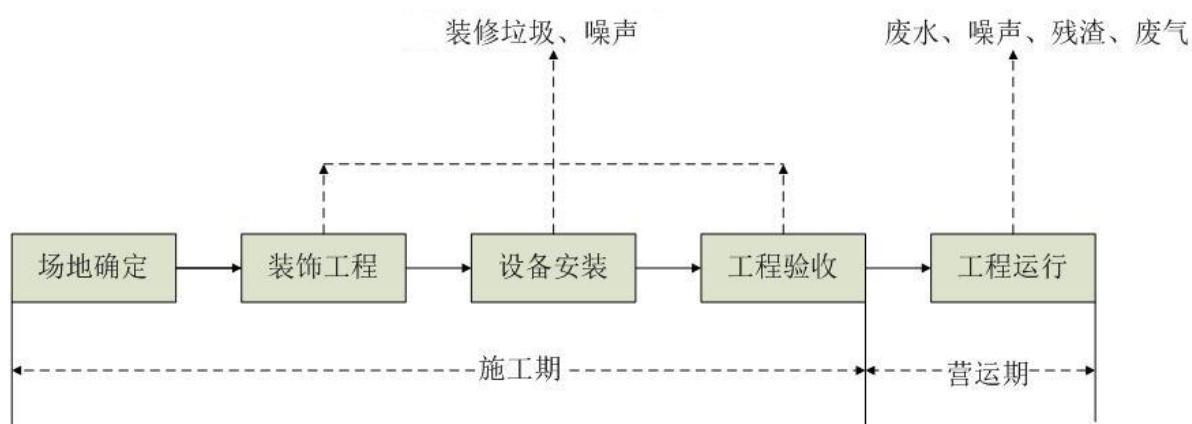 装修垃圾、噪声
废水、噪声、残渣、废气
场地确定
装饰工程
设备安装
工程验收
工程运行
施工期
营运期